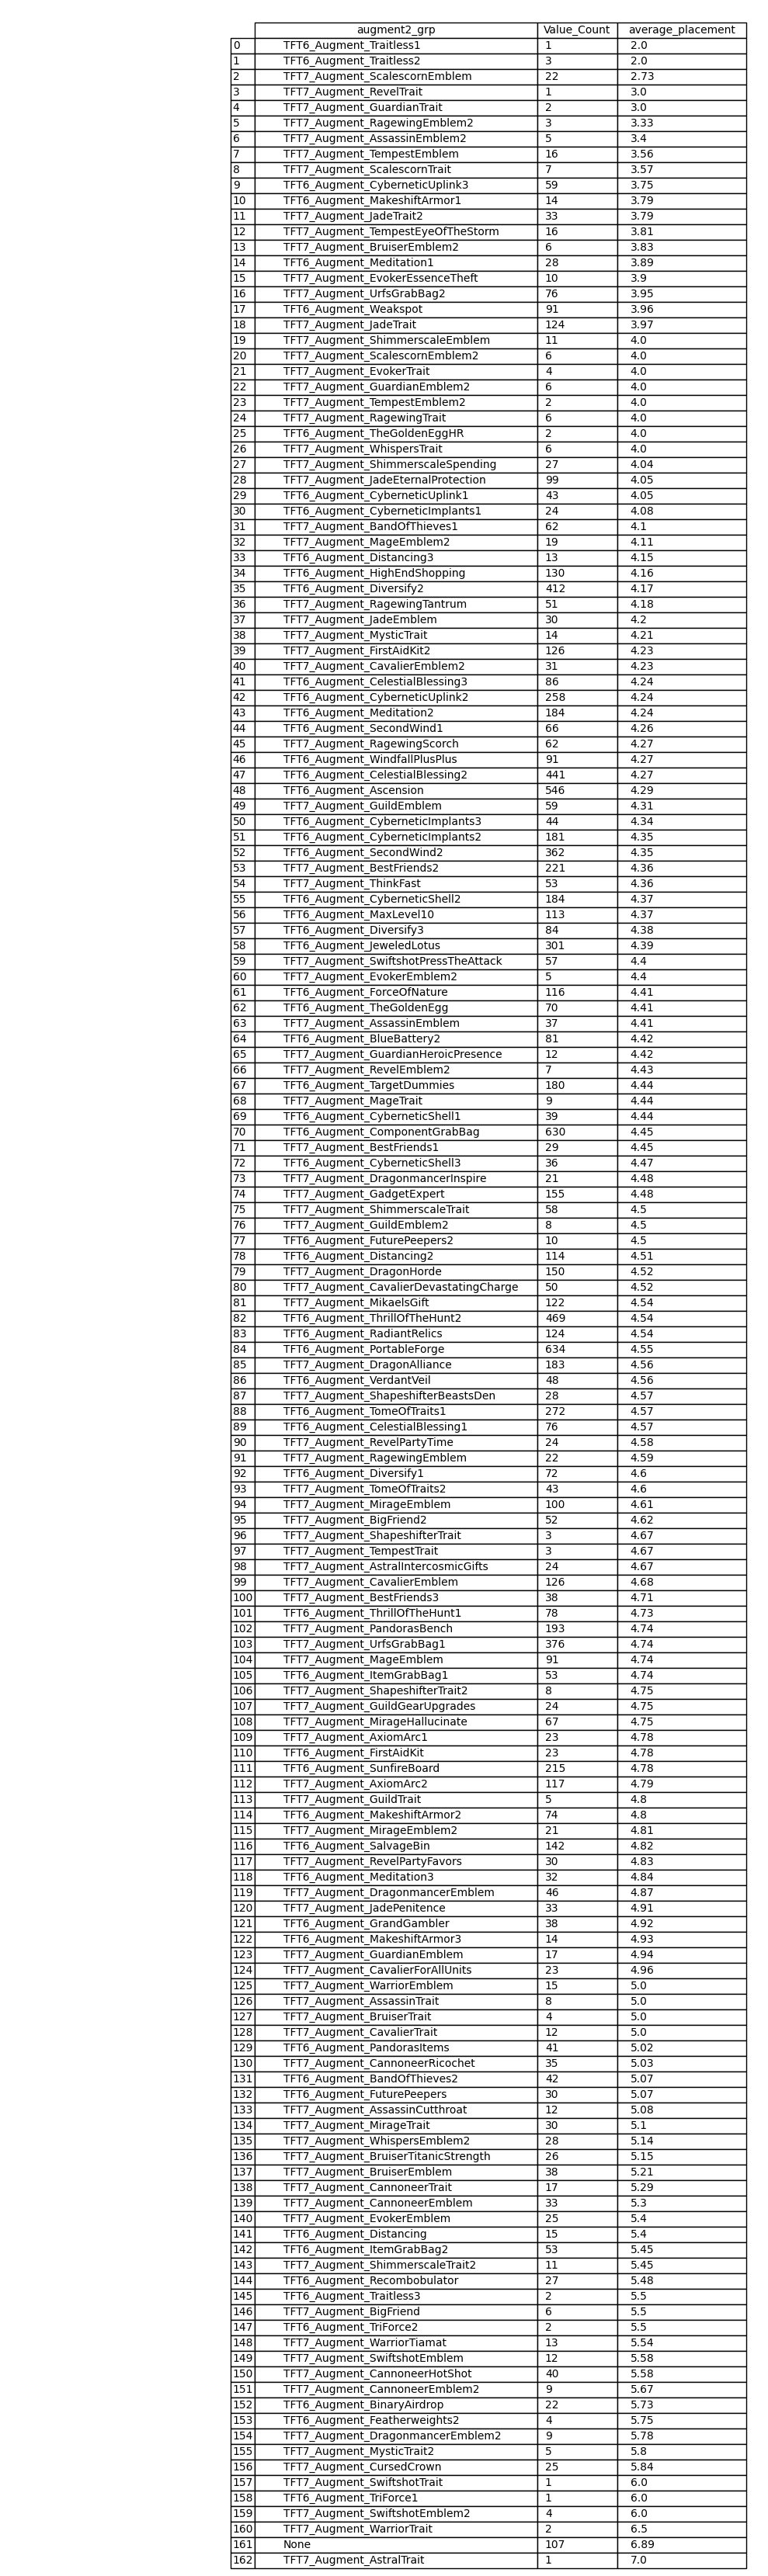 augment2_grp Value_Count average_placement
0 TFT6_Augment_Traitless1 1 2.0
1 TFT6_Augment_Traitless2 3 2.0
2 TFT7_Augment_ScalescornEmblem 22 2.73
3 TFT7_Augment_RevelTrait 1 3.0
4 TFT7_Augment_GuardianTrait 2 3.0
5 TFT7_Augment_RagewingEmblem2 3 3.33
6 TFT7_Augment_AssassinEmblem2 5 3.4
7 TFT7_Augment_TempestEmblem 16 3.56
8 TFT7_Augment_ScalescornTrait 7 3.57
9 TFT6_Augment_CyberneticUplink3 59 3.75
10 TFT6_Augment_MakeshiftArmor1 14 3.79
11 TFT7_Augment_JadeTrait2 33 3.79
12 TFT7_Augment_TempestEyeOfTheStorm 16 3.81
13 TFT7_Augment_BruiserEmblem2 6 3.83
14 TFT6_Augment_Meditation1 28 3.89
15 TFT7_Augment_EvokerEssenceTheft 10 3.9
16 TFT7_Augment_UrfsGrabBag2 76 3.95
17 TFT6_Augment_Weakspot 91 3.96
18 TFT7_Augment_JadeTrait 124 3.97
19 TFT7_Augment_ShimmerscaleEmblem 11 4.0
20 TFT7_Augment_ScalescornEmblem2 6 4.0
21 TFT7_Augment_EvokerTrait 4 4.0
22 TFT7_Augment_GuardianEmblem2 6 4.0
23 TFT7_Augment_TempestEmblem2 2 4.0
24 TFT7_Augment_RagewingTrait 6 4.0
25 TFT6_Augment_TheGoldenEggHR 2 4.0
26 TFT7_Augment_WhispersTrait 6 4.0
27 TFT7_Augment_ShimmerscaleSpending 27 4.04
28 TFT7_Augment_JadeEternalProtection 99 4.05
29 TFT6_Augment_CyberneticUplink1 43 4.05
30 TFT6_Augment_CyberneticImplants1 24 4.08
31 TFT7_Augment_BandOfThieves1 62 4.1
32 TFT7_Augment_MageEmblem2 19 4.11
33 TFT6_Augment_Distancing3 13 4.15
34 TFT6_Augment_HighEndShopping 130 4.16
35 TFT6_Augment_Diversify2 412 4.17
36 TFT7_Augment_RagewingTantrum 51 4.18
37 TFT7_Augment_JadeEmblem 30 4.2
38 TFT7_Augment_MysticTrait 14 4.21
39 TFT7_Augment_FirstAidKit2 126 4.23
40 TFT7_Augment_CavalierEmblem2 31 4.23
41 TFT6_Augment_CelestialBlessing3 86 4.24
42 TFT6_Augment_CyberneticUplink2 258 4.24
43 TFT6_Augment_Meditation2 184 4.24
44 TFT6_Augment_SecondWind1 66 4.26
45 TFT7_Augment_RagewingScorch 62 4.27
46 TFT6_Augment_WindfallPlusPlus 91 4.27
47 TFT6_Augment_CelestialBlessing2 441 4.27
48 TFT6_Augment_Ascension 546 4.29
49 TFT7_Augment_GuildEmblem 59 4.31
50 TFT6_Augment_CyberneticImplants3 44 4.34
51 TFT6_Augment_CyberneticImplants2 181 4.35
52 TFT6_Augment_SecondWind2 362 4.35
53 TFT7_Augment_BestFriends2 221 4.36
54 TFT7_Augment_ThinkFast 53 4.36
55 TFT6_Augment_CyberneticShell2 184 4.37
56 TFT6_Augment_MaxLevel10 113 4.37
57 TFT6_Augment_Diversify3 84 4.38
58 TFT6_Augment_JeweledLotus 301 4.39
59 TFT7_Augment_SwiftshotPressTheAttack 57 4.4
60 TFT7_Augment_EvokerEmblem2 5 4.4
61 TFT6_Augment_ForceOfNature 116 4.41
62 TFT6_Augment_TheGoldenEgg 70 4.41
63 TFT7_Augment_AssassinEmblem 37 4.41
64 TFT6_Augment_BlueBattery2 81 4.42
65 TFT7_Augment_GuardianHeroicPresence 12 4.42
66 TFT7_Augment_RevelEmblem2 7 4.43
67 TFT6_Augment_TargetDummies 180 4.44
68 TFT7_Augment_MageTrait 9 4.44
69 TFT6_Augment_CyberneticShell1 39 4.44
70 TFT6_Augment_ComponentGrabBag 630 4.45
71 TFT7_Augment_BestFriends1 29 4.45
72 TFT6_Augment_CyberneticShell3 36 4.47
73 TFT7_Augment_DragonmancerInspire 21 4.48
74 TFT7_Augment_GadgetExpert 155 4.48
75 TFT7_Augment_ShimmerscaleTrait 58 4.5
76 TFT7_Augment_GuildEmblem2 8 4.5
77 TFT6_Augment_FuturePeepers2 10 4.5
78 TFT6_Augment_Distancing2 114 4.51
79 TFT7_Augment_DragonHorde 150 4.52
80 TFT7_Augment_CavalierDevastatingCharge 50 4.52
81 TFT7_Augment_MikaelsGift 122 4.54
82 TFT6_Augment_ThrillOfTheHunt2 469 4.54
83 TFT6_Augment_RadiantRelics 124 4.54
84 TFT6_Augment_PortableForge 634 4.55
85 TFT7_Augment_DragonAlliance 183 4.56
86 TFT6_Augment_VerdantVeil 48 4.56
87 TFT7_Augment_ShapeshifterBeastsDen 28 4.57
88 TFT6_Augment_TomeOfTraits1 272 4.57
89 TFT6_Augment_CelestialBlessing1 76 4.57
90 TFT7_Augment_RevelPartyTime 24 4.58
91 TFT7_Augment_RagewingEmblem 22 4.59
92 TFT6_Augment_Diversify1 72 4.6
93 TFT7_Augment_TomeOfTraits2 43 4.6
94 TFT7_Augment_MirageEmblem 100 4.61
95 TFT7_Augment_BigFriend2 52 4.62
96 TFT7_Augment_ShapeshifterTrait 3 4.67
97 TFT7_Augment_TempestTrait 3 4.67
98 TFT7_Augment_AstralIntercosmicGifts 24 4.67
99 TFT7_Augment_CavalierEmblem 126 4.68
100 TFT7_Augment_BestFriends3 38 4.71
101 TFT6_Augment_ThrillOfTheHunt1 78 4.73
102 TFT7_Augment_PandorasBench 193 4.74
103 TFT7_Augment_UrfsGrabBag1 376 4.74
104 TFT7_Augment_MageEmblem 91 4.74
105 TFT6_Augment_ItemGrabBag1 53 4.74
106 TFT7_Augment_ShapeshifterTrait2 8 4.75
107 TFT7_Augment_GuildGearUpgrades 24 4.75
108 TFT7_Augment_MirageHallucinate 67 4.75
109 TFT7_Augment_AxiomArc1 23 4.78
110 TFT6_Augment_FirstAidKit 23 4.78
111 TFT6_Augment_SunfireBoard 215 4.78
112 TFT7_Augment_AxiomArc2 117 4.79
113 TFT7_Augment_GuildTrait 5 4.8
114 TFT6_Augment_MakeshiftArmor2 74 4.8
115 TFT7_Augment_MirageEmblem2 21 4.81
116 TFT6_Augment_SalvageBin 142 4.82
117 TFT7_Augment_RevelPartyFavors 30 4.83
118 TFT6_Augment_Meditation3 32 4.84
119 TFT7_Augment_DragonmancerEmblem 46 4.87
120 TFT7_Augment_JadePenitence 33 4.91
121 TFT6_Augment_GrandGambler 38 4.92
122 TFT6_Augment_MakeshiftArmor3 14 4.93
123 TFT7_Augment_GuardianEmblem 17 4.94
124 TFT7_Augment_CavalierForAllUnits 23 4.96
125 TFT7_Augment_WarriorEmblem 15 5.0
126 TFT7_Augment_AssassinTrait 8 5.0
127 TFT7_Augment_BruiserTrait 4 5.0
128 TFT7_Augment_CavalierTrait 12 5.0
129 TFT6_Augment_PandorasItems 41 5.02
130 TFT7_Augment_CannoneerRicochet 35 5.03
131 TFT6_Augment_BandOfThieves2 42 5.07
132 TFT6_Augment_FuturePeepers 30 5.07
133 TFT7_Augment_AssassinCutthroat 12 5.08
134 TFT7_Augment_MirageTrait 30 5.1
135 TFT7_Augment_WhispersEmblem2 28 5.14
136 TFT7_Augment_BruiserTitanicStrength 26 5.15
137 TFT7_Augment_BruiserEmblem 38 5.21
138 TFT7_Augment_CannoneerTrait 17 5.29
139 TFT7_Augment_CannoneerEmblem 33 5.3
140 TFT7_Augment_EvokerEmblem 25 5.4
141 TFT6_Augment_Distancing 15 5.4
142 TFT6_Augment_ItemGrabBag2 53 5.45
143 TFT7_Augment_ShimmerscaleTrait2 11 5.45
144 TFT6_Augment_Recombobulator 27 5.48
145 TFT6_Augment_Traitless3 2 5.5
146 TFT7_Augment_BigFriend 6 5.5
147 TFT6_Augment_TriForce2 2 5.5
148 TFT7_Augment_WarriorTiamat 13 5.54
149 TFT7_Augment_SwiftshotEmblem 12 5.58
150 TFT7_Augment_CannoneerHotShot 40 5.58
151 TFT7_Augment_CannoneerEmblem2 9 5.67
152 TFT6_Augment_BinaryAirdrop 22 5.73
153 TFT6_Augment_Featherweights2 4 5.75
154 TFT7_Augment_DragonmancerEmblem2 9 5.78
155 TFT7_Augment_MysticTrait2 5 5.8
156 TFT7_Augment_CursedCrown 25 5.84
157 TFT7_Augment_SwiftshotTrait 1 6.0
158 TFT6_Augment_TriForce1 1 6.0
159 TFT7_Augment_SwiftshotEmblem2 4 6.0
160 TFT7_Augment_WarriorTrait 2 6.5
161 None 107 6.89
162 TFT7_Augment_AstralTrait 1 7.0